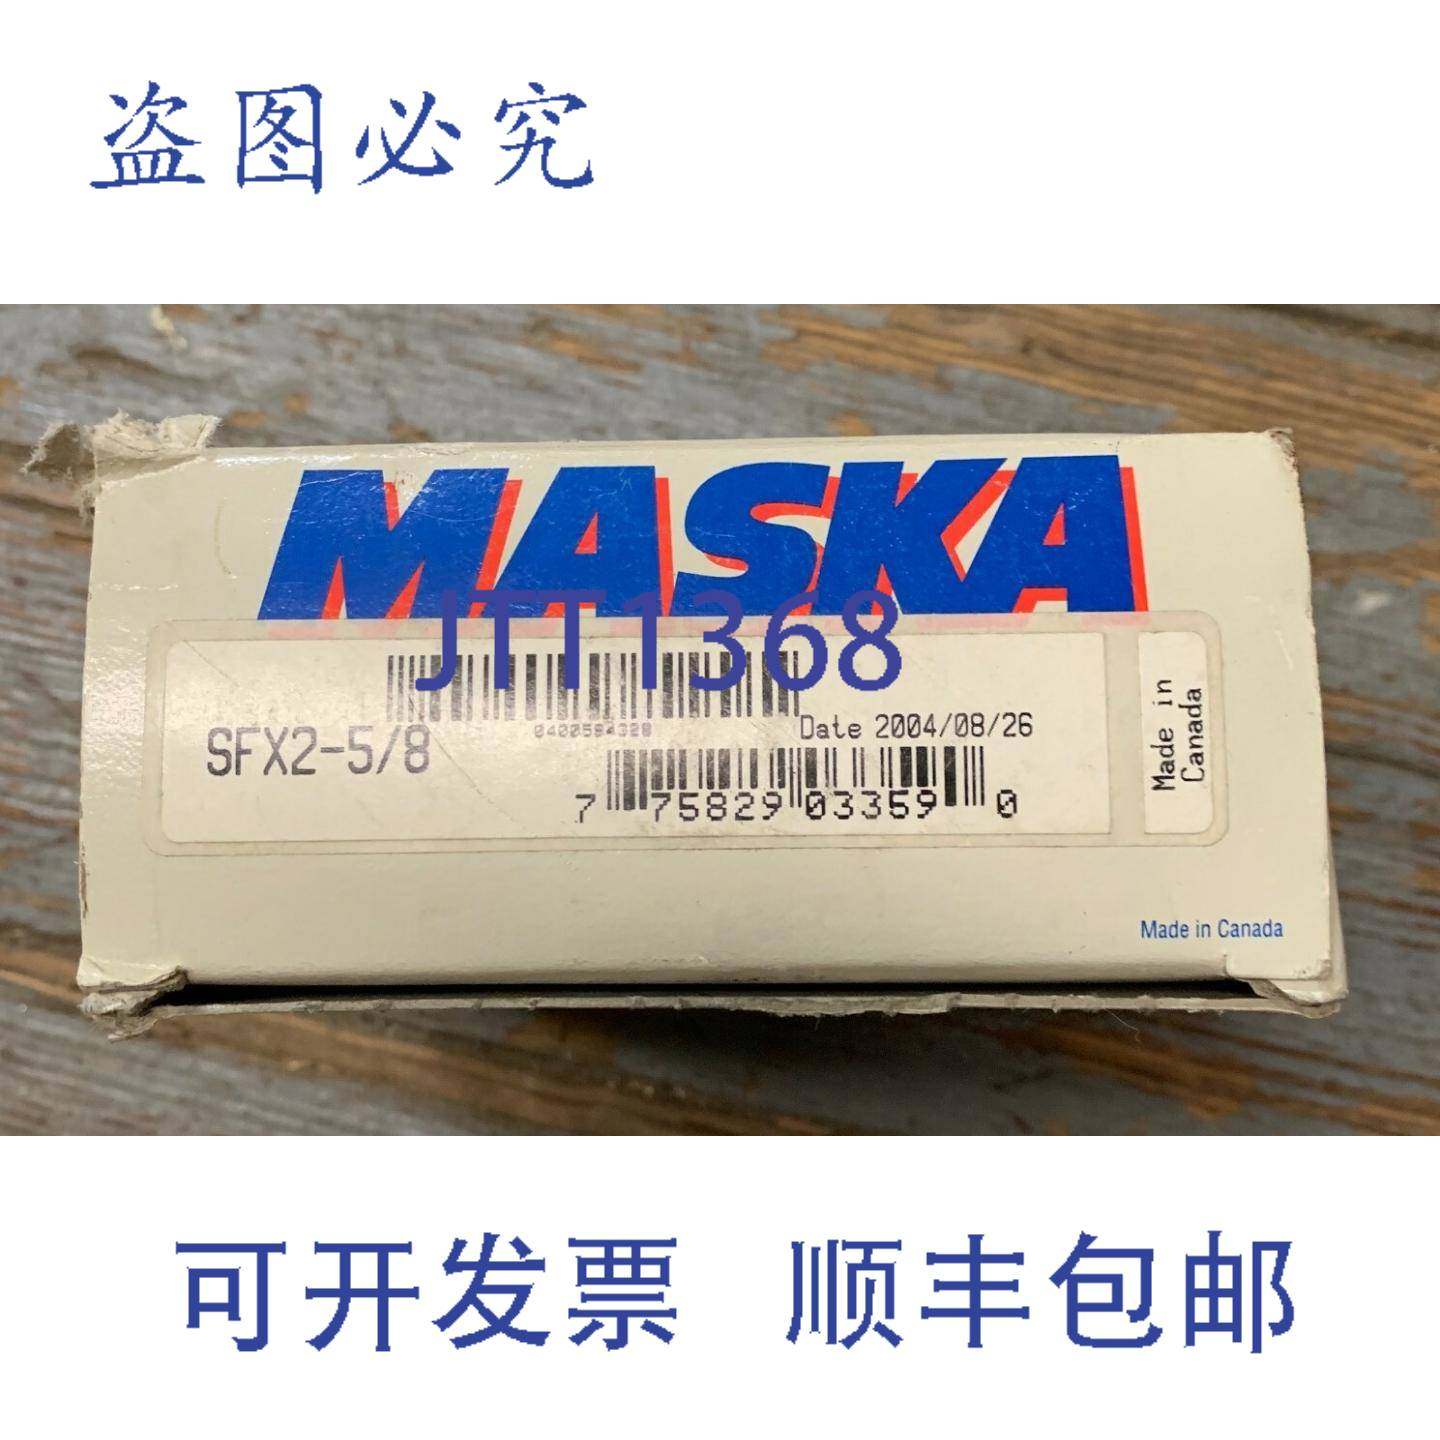 盗图必究
MASKA
JTT1368
SFX2-5/8
Date 2004/08/26
7 75829 03359 0
Made in
Canada
Made in Canada
可开发票 顺丰包邮